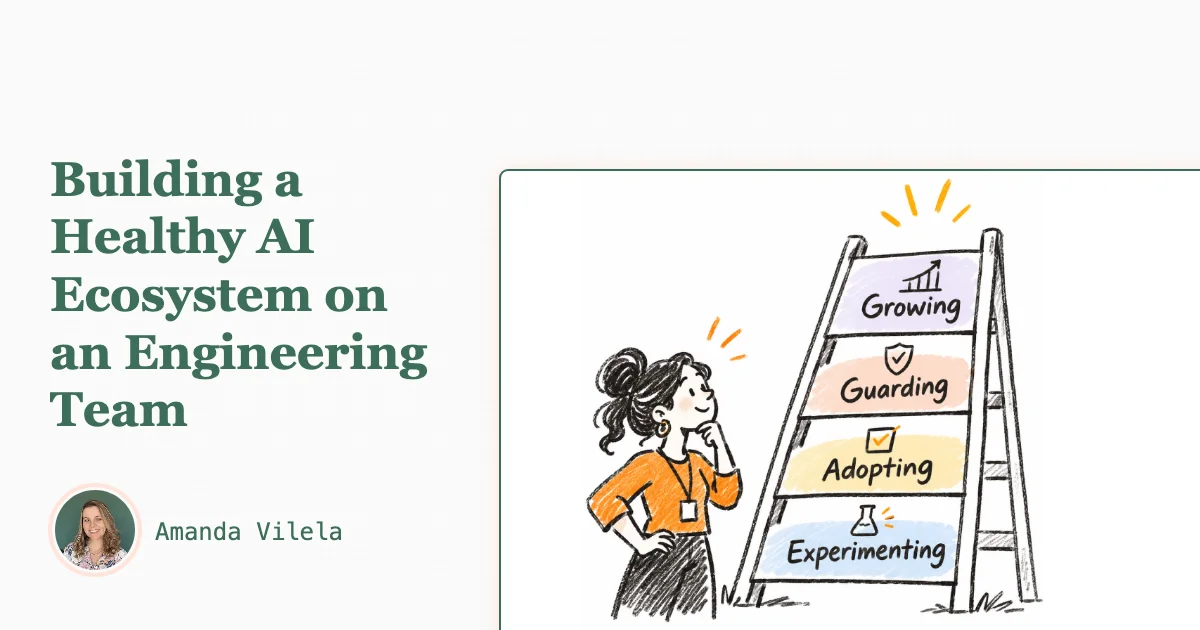 Building a
Healthy AI
Ecosystem on
an Engineering
Team
Amanda Vilela
Growing
Guarding
Adopting
Experimenting